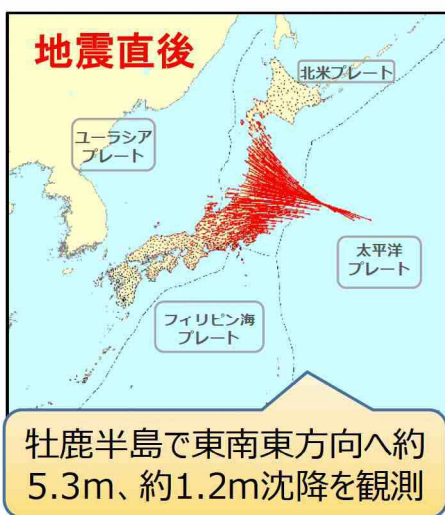 地震直後
北米プレート
ユーラシア
プレート
太平洋
プレート
フィリピン海
プレート
牡鹿半島で東南東方向へ約
5.3m、約1.2m沈降を観測